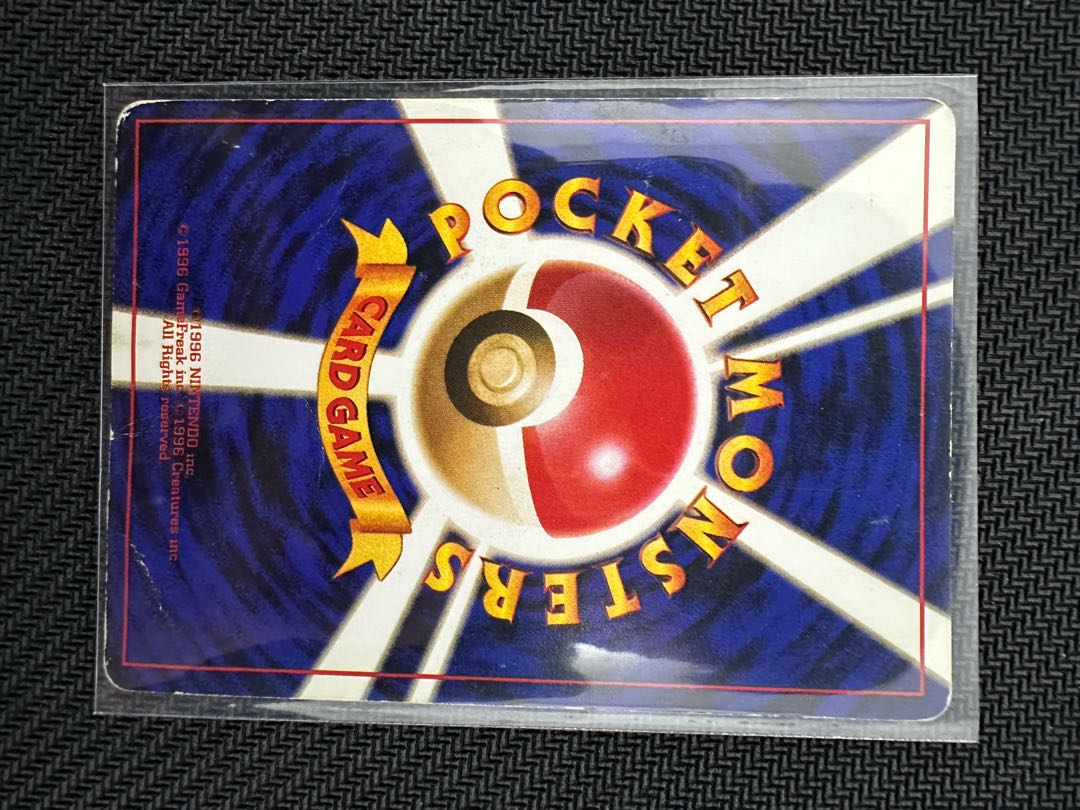 POCKET MONSTERS
CARD GAME
©1996 NINTENDO inc.
©1996 GameFreak inc. ©1996 Creatures inc
All Rights reserved